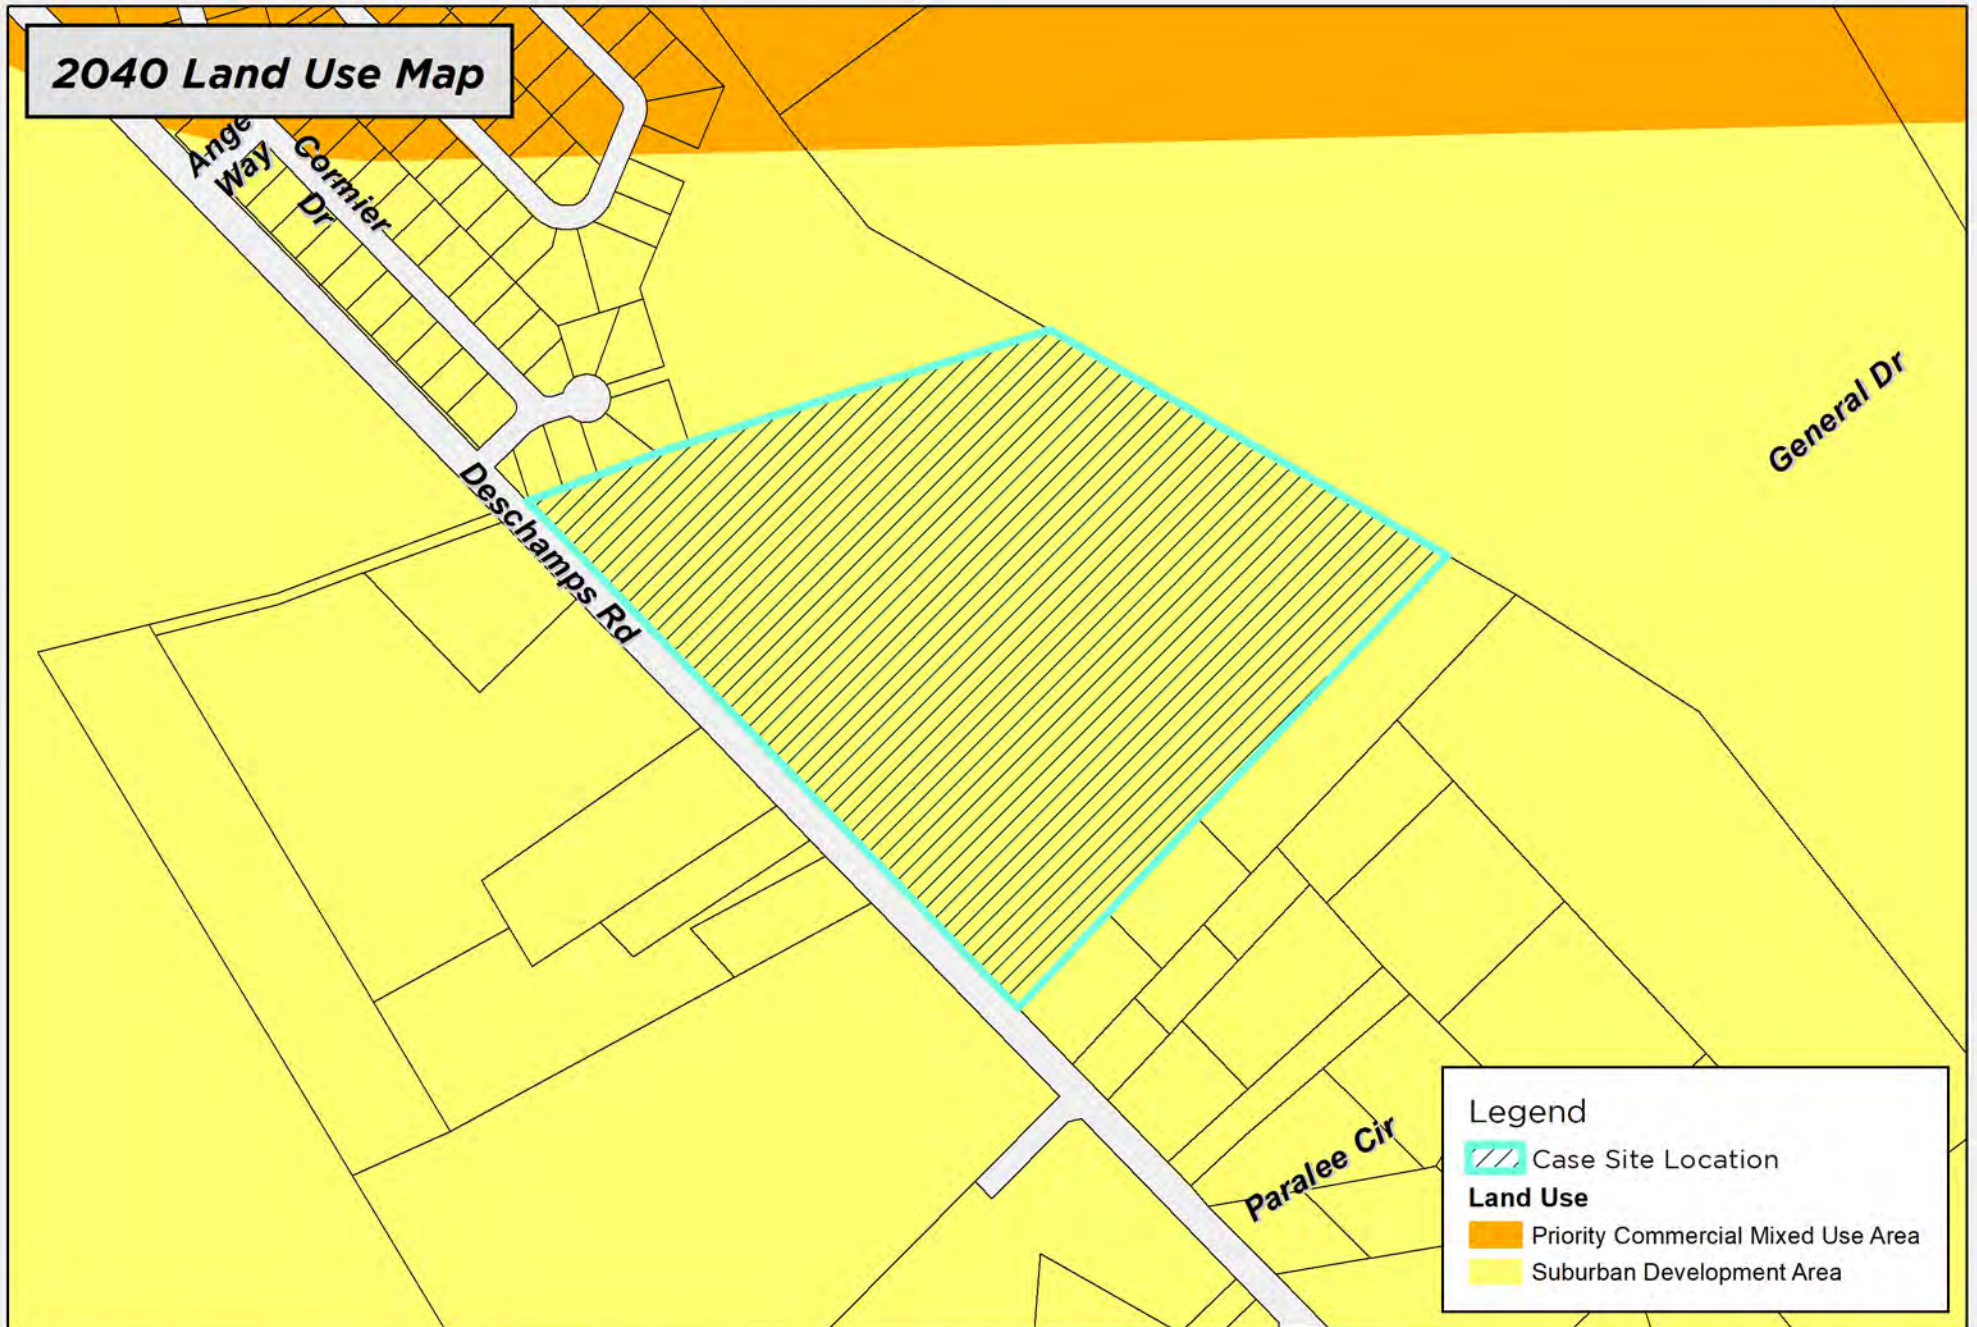 2040 Land Use Map
Ange
Way
Cormier
Dr
Deschamps Rd
General Dr
Paralee Cir
Legend
Case Site Location
Land Use
Priority Commercial Mixed Use Area
Suburban Development Area